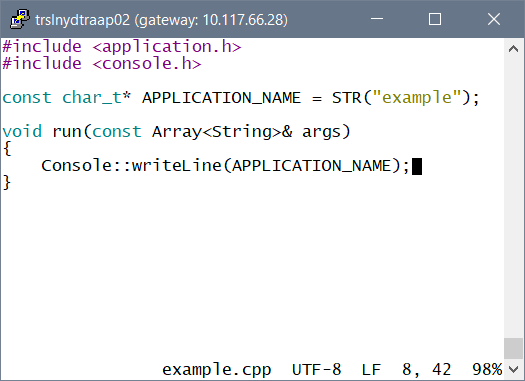 trslnydtraap02 (gateway: 10.117.66.28)
#include <application.h>
#include <console.h>
const char_t* APPLICATION_NAME = STR("example");
void run(const Array<String>& args)
{
    Console::writeLine(APPLICATION_NAME);
}
example.cpp  UTF-8  LF  8, 42  98%